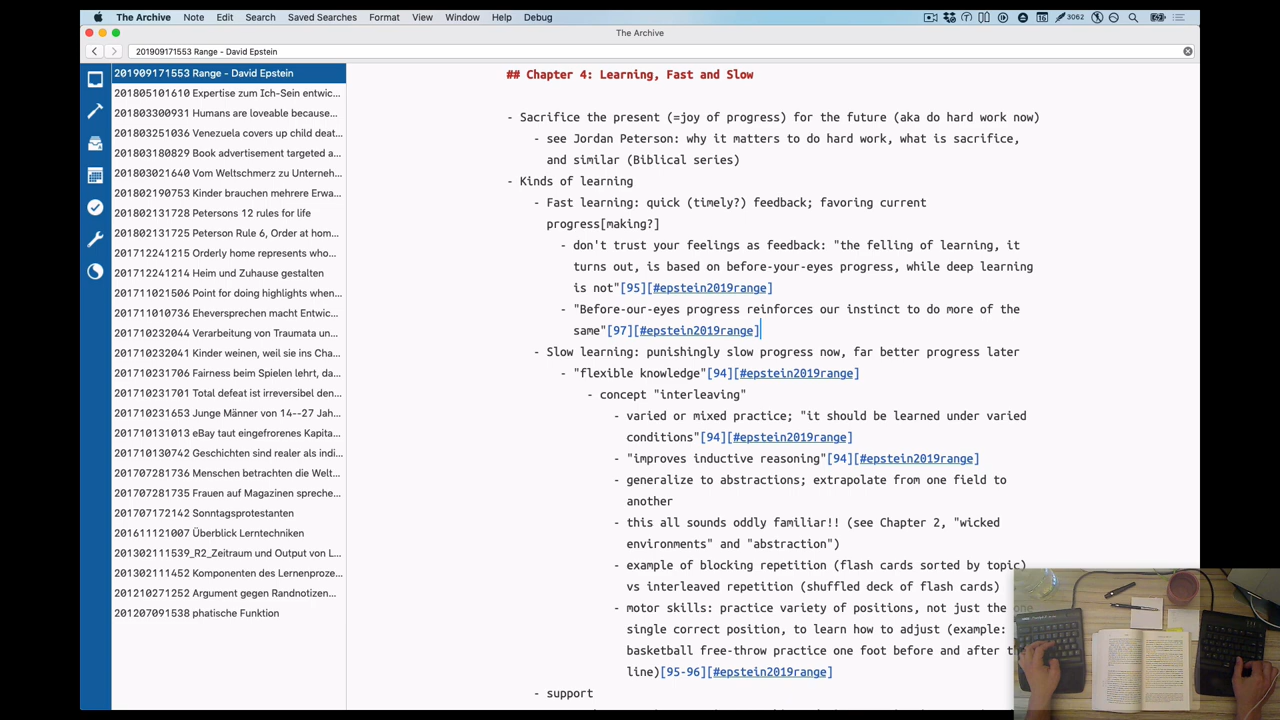 The Archive Note Edit Search Saved Searches Format View Window Help Debug 16 3062
The Archive
201909171553 Range - David Epstein
201909171553 Range - David Epstein
201805101610 Expertise zum Ich-Sein entwic…
201803300931 Humans are loveable because…
201803251036 Venezuela covers up child deat…
201803180829 Book advertisement targeted a…
201803021640 Vom Weltschmerz zu Unterneh…
201802190753 Kinder brauchen mehrere Erwa…
201802131728 Petersons 12 rules for life
201802131725 Peterson Rule 6, Order at hom…
201712241215 Orderly home represents who…
201712241214 Heim und Zuhause gestalten
201711021506 Point for doing highlights when…
201711010736 Eheversprechen macht Entwic…
201710232044 Verarbeitung von Traumata un…
201710232041 Kinder weinen, weil sie ins Cha…
201710231706 Fairness beim Spielen lehrt, da…
201710231701 Total defeat ist irreversibel den…
201710231653 Junge Männer von 14--27 Jah…
201710131013 eBay taut eingefrorenes Kapita…
201710130742 Geschichten sind realer als indi…
201707281736 Menschen betrachten die Welt…
201707281735 Frauen auf Magazinen spreche…
201707172142 Sonntagsprotestanten
201611121007 Überblick Lerntechniken
201302111539_R2_Zeitraum und Output von L…
201302111452 Komponenten des Lernenproze…
201210271252 Argument gegen Randnotizen…
201207091538 phatische Funktion
## Chapter 4: Learning, Fast and Slow
- Sacrifice the present (=joy of progress) for the future (aka do hard work now)
- see Jordan Peterson: why it matters to do hard work, what is sacrifice,
and similar (Biblical series)
- Kinds of learning
- Fast learning: quick (timely?) feedback; favoring current
progress[making?]
- don't trust your feelings as feedback: "the felling of learning, it
turns out, is based on before-your-eyes progress, while deep learning
is not"[95][#epstein2019range]
- "Before-our-eyes progress reinforces our instinct to do more of the
same"[97][#epstein2019range]
- Slow learning: punishingly slow progress now, far better progress later
- "flexible knowledge"[94][#epstein2019range]
- concept "interleaving"
- varied or mixed practice; "it should be learned under varied
conditions"[94][#epstein2019range]
- "improves inductive reasoning"[94][#epstein2019range]
- generalize to abstractions; extrapolate from one field to
another
- this all sounds oddly familiar!! (see Chapter 2, "wicked
environments" and "abstraction")
- example of blocking repetition (flash cards sorted by topic)
vs interleaved repetition (shuffled deck of flash cards)
- motor skills: practice variety of positions, not just the one
single correct position, to learn how to adjust (example:
basketball free-throw practice one foot before and after the
line)[95-96][#epstein2019range]
- support